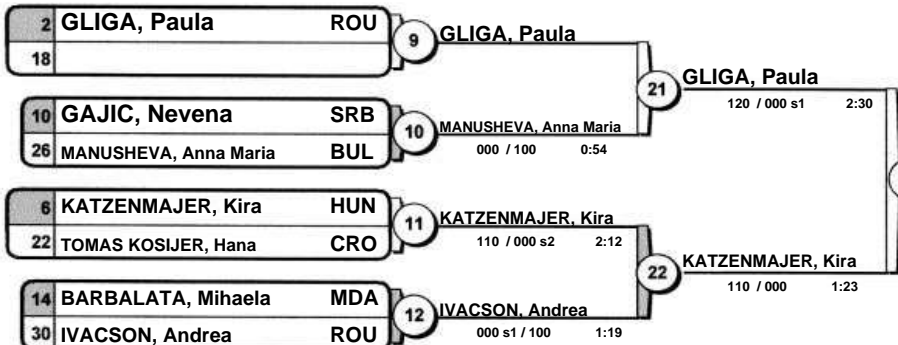 2 GLIGA, Paula ROU
18
9
GLIGA, Paula
10 GAJIC, Nevena SRB
26 MANUSHEVA, Anna Maria BUL
10
MANUSHEVA, Anna Maria
000 / 100 0:54
21
GLIGA, Paula
120 / 000 s1 2:30
6 KATZENMAJER, Kira HUN
22 TOMAS KOSIJER, Hana CRO
11
KATZENMAJER, Kira
110 / 000 s2 2:12
14 BARBALATA, Mihaela MDA
30 IVACSON, Andrea ROU
12
IVACSON, Andrea
000 s1 / 100 1:19
22
KATZENMAJER, Kira
110 / 000 1:23